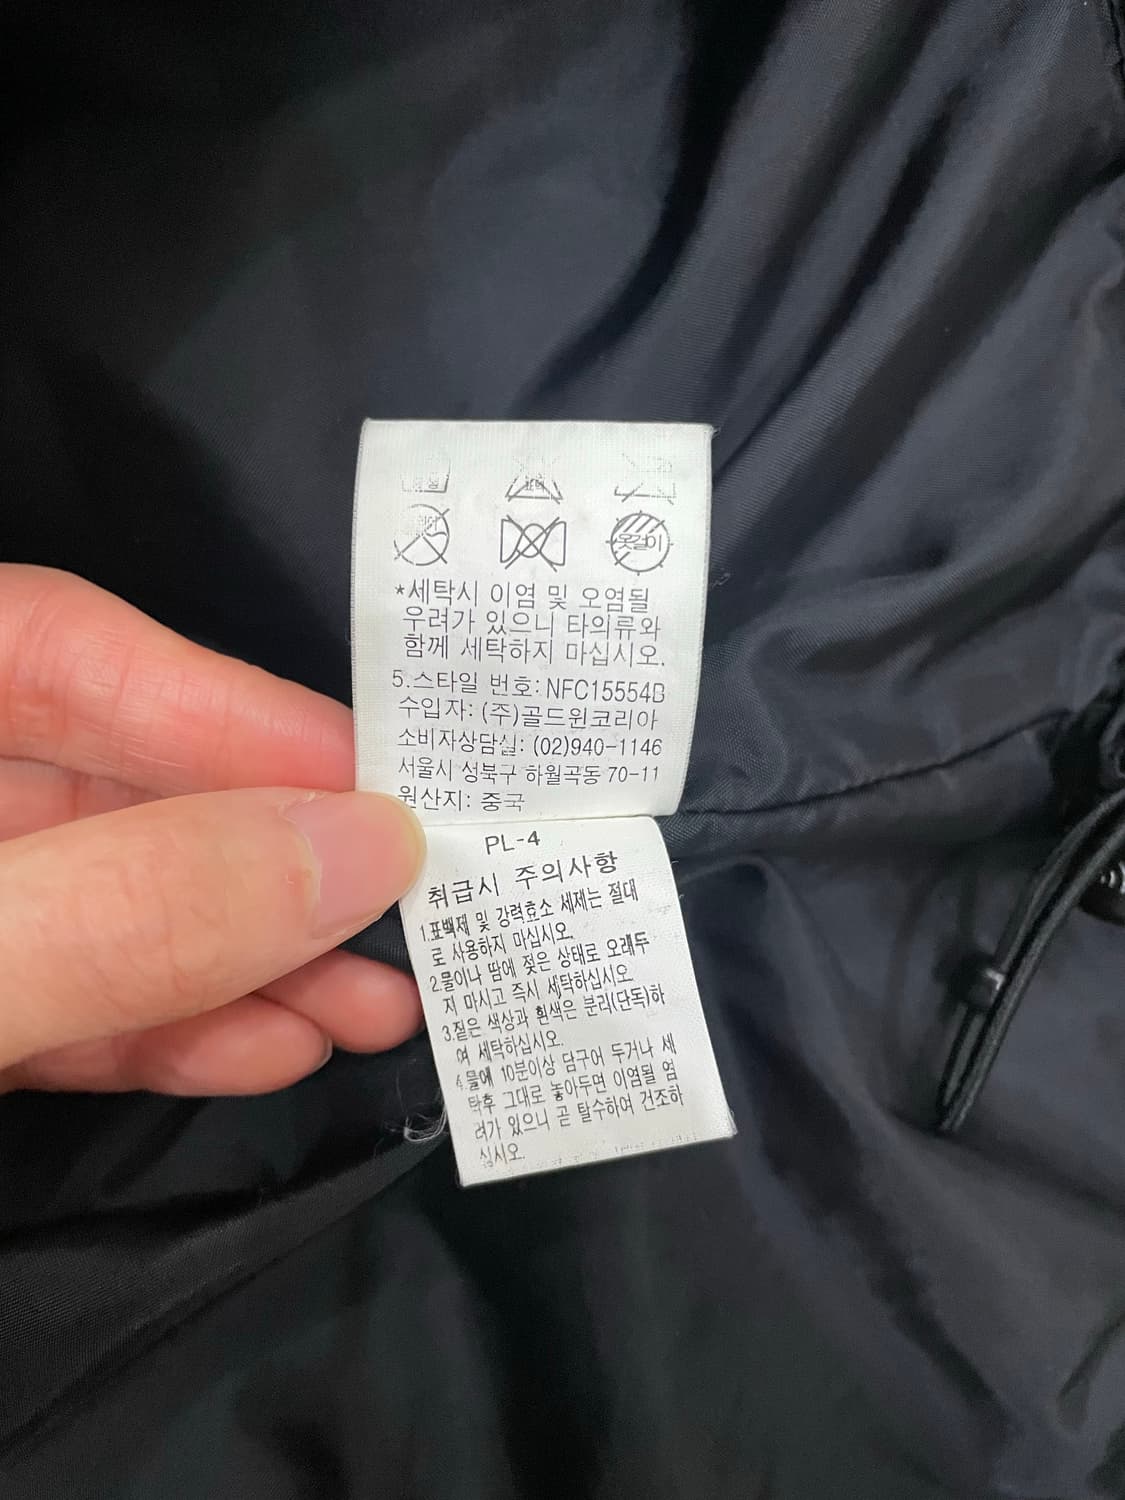 표백
옷걸이
*세탁시 이염 및 오염될
우려가 있으니 타의류와
함께 세탁하지 마십시오.
5.스타일 번호: NFC15554B
수입자: (주)골드윈코리아
소비자상담실: (02)940-1146
서울시 성북구 하월곡동 70-11
원산지: 중국
PL-4
취급시 주의사항
1.표백제 및 강력효소 세제는 절대
로 사용하지 마십시오.
2.물이나 땀에 젖은 상태로 오래두
지 마시고 즉시 세탁하십시오.
3.짙은 색상과 흰색은 분리(단독)하
여 세탁하십시오.
4.물에 10분이상 담구어 두거나 세
탁후 그대로 놓아두면 이염될 염
려가 있으니 곧 탈수하여 건조하
십시오.